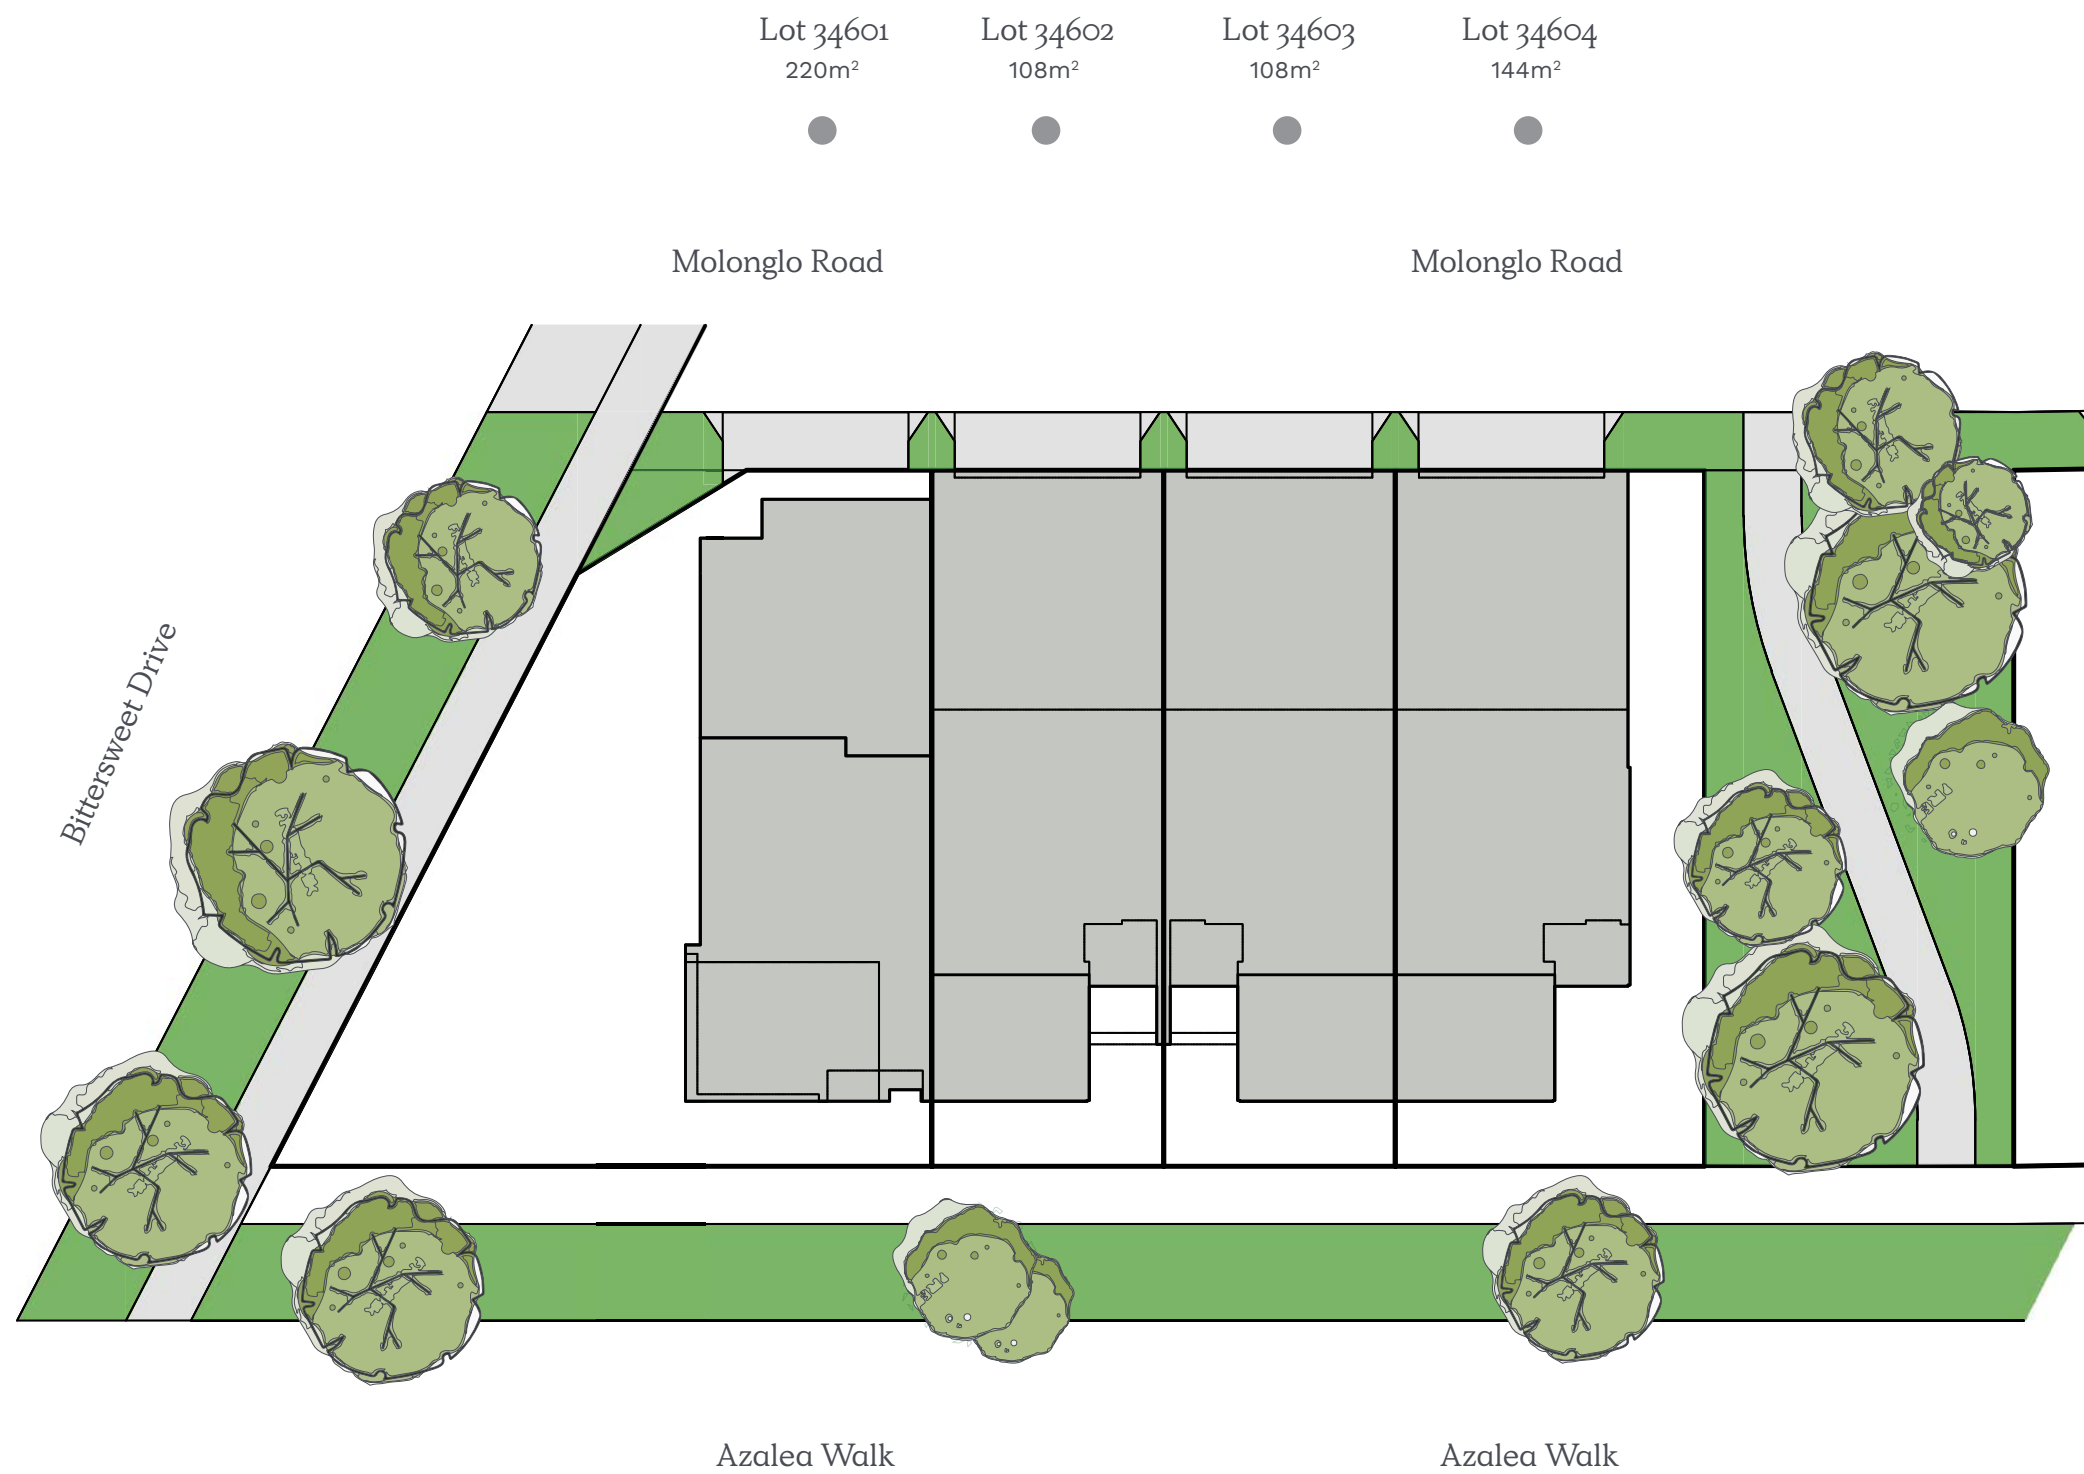 Lot 34601
220m²
Lot 34602
108m²
Lot 34603
108m²
Lot 34604
144m²
Molonglo Road
Molonglo Road
Bittersweet Drive
Azalea Walk
Azalea Walk